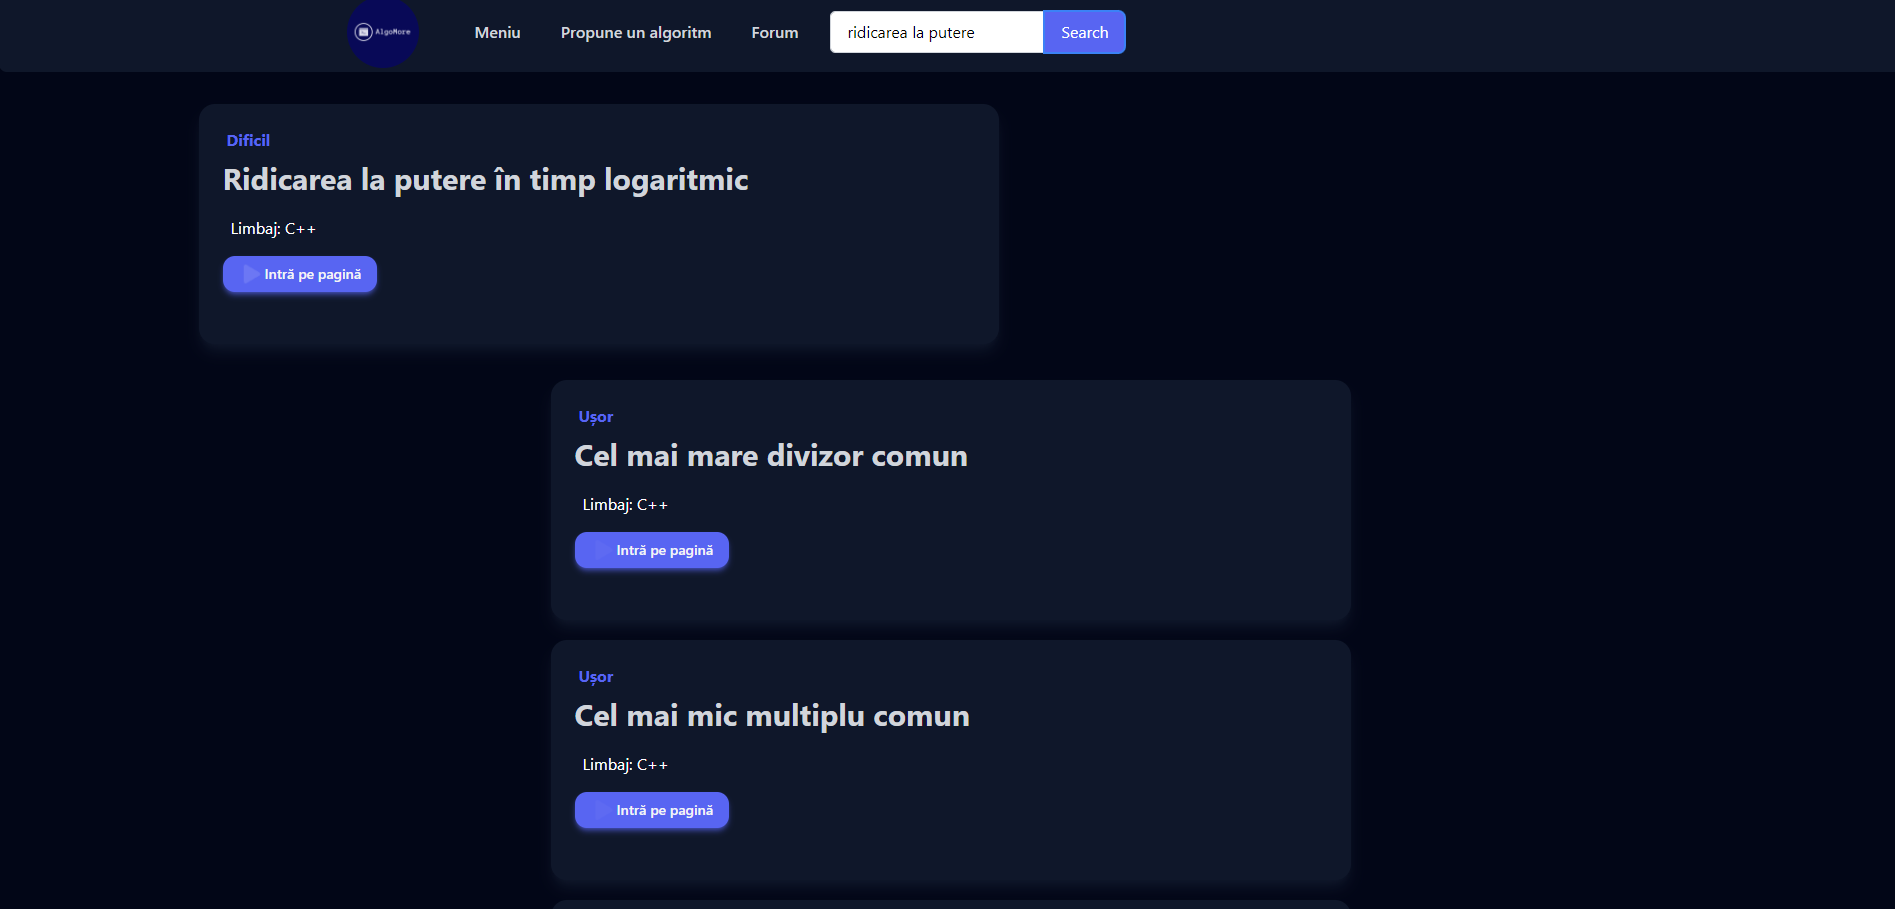 AlgoMore
Meniu
Propune un algoritm
Forum
ridicarea la putere
Search
Dificil
Ridicarea la putere în timp logaritmic
Limbaj: C++
Intră pe pagină
Ușor
Cel mai mare divizor comun
Limbaj: C++
Intră pe pagină
Ușor
Cel mai mic multiplu comun
Limbaj: C++
Intră pe pagină